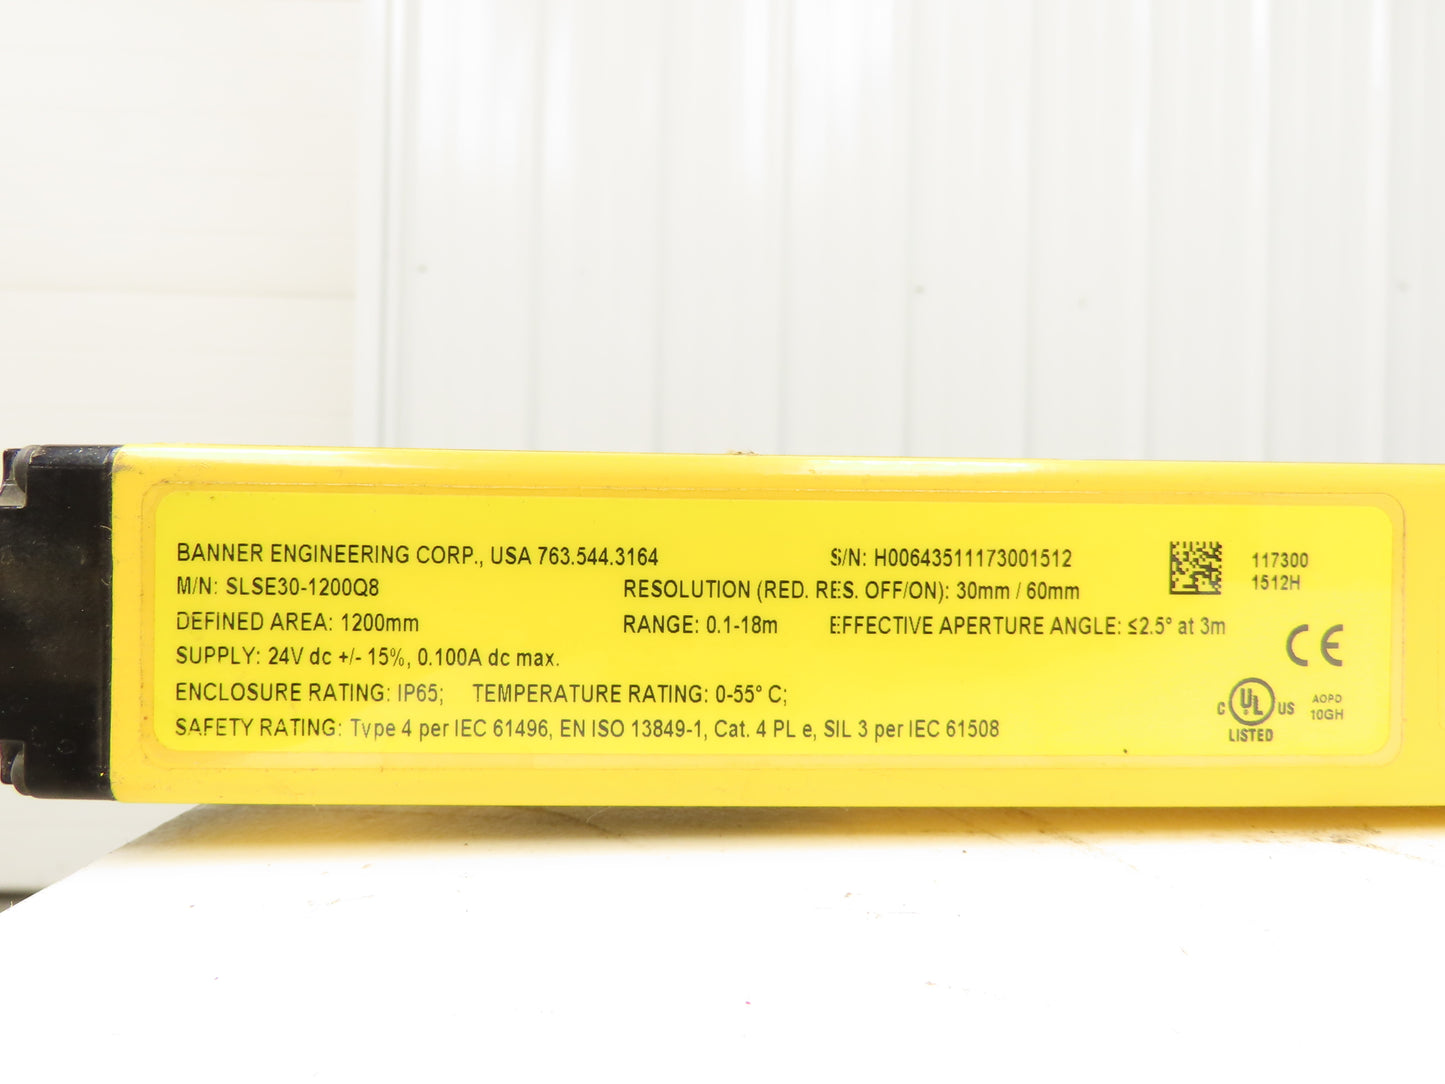 BANNER ENGINEERING CORP., USA 763.544.3164 S/N: H00643511173001512
M/N: SLSE30-1200Q8 RESOLUTION (RED. RES. OFF/ON): 30mm / 60mm
DEFINED AREA: 1200mm RANGE: 0.1-18m EFFECTIVE APERTURE ANGLE: ≤2.5° at 3m
SUPPLY: 24V dc +/- 15%, 0.100A dc max.
ENCLOSURE RATING: IP65; TEMPERATURE RATING: 0-55° C;
SAFETY RATING: Type 4 per IEC 61496, EN ISO 13849-1, Cat. 4 PL e, SIL 3 per IEC 61508
117300
1512H
CE
C UL US
LISTED
AOPD
10GH